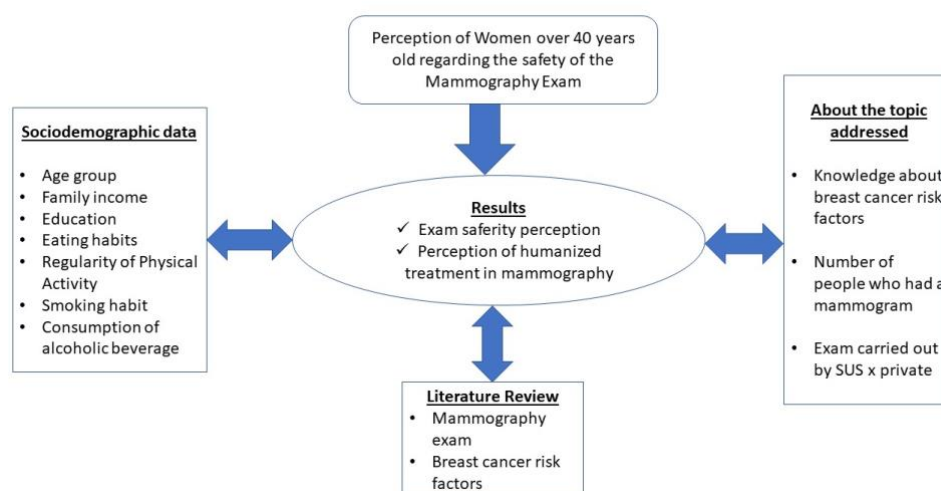 Perception of Women over 40 years
old regarding the safety of the
Mammography Exam
Sociodemographic data
• Age group
• Family income
• Education
• Eating habits
• Regularity of Physical
Activity
• Smoking habit
• Consumption of
alcoholic beverage
Results
✓ Exam saferity perception
✓ Perception of humanized
treatment in mammography
About the topic
addressed
• Knowledge about
breast cancer risk
factors
• Number of
people who had a
mammogram
• Exam carried out
by SUS x private
Literature Review
• Mammography
exam
• Breast cancer risk
factors